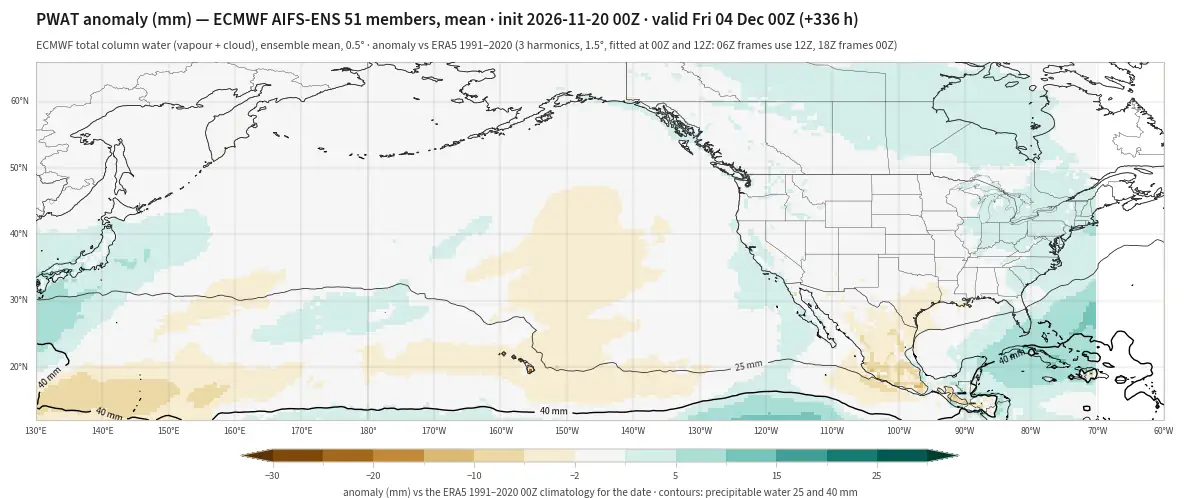 PWAT anomaly (mm) — ECMWF AIFS-ENS 51 members, mean · init 2026-11-20 00Z · valid Fri 04 Dec 00Z (+336 h)
ECMWF total column water (vapour + cloud), ensemble mean, 0.5° · anomaly vs ERA5 1991–2020 (3 harmonics, 1.5°, fitted at 00Z and 12Z: 06Z frames use 12Z, 18Z frames 00Z)
60°N
50°N
40°N
30°N
20°N
40 mm
40 mm
40 mm
25 mm
40 mm
130°E 140°E 150°E 160°E 170°E 180° 170°W 160°W 150°W 140°W 130°W 120°W 110°W 100°W 90°W 80°W 70°W 60°W
−30 −20 −10 −2 5 15 25
anomaly (mm) vs the ERA5 1991–2020 00Z climatology for the date · contours: precipitable water 25 and 40 mm